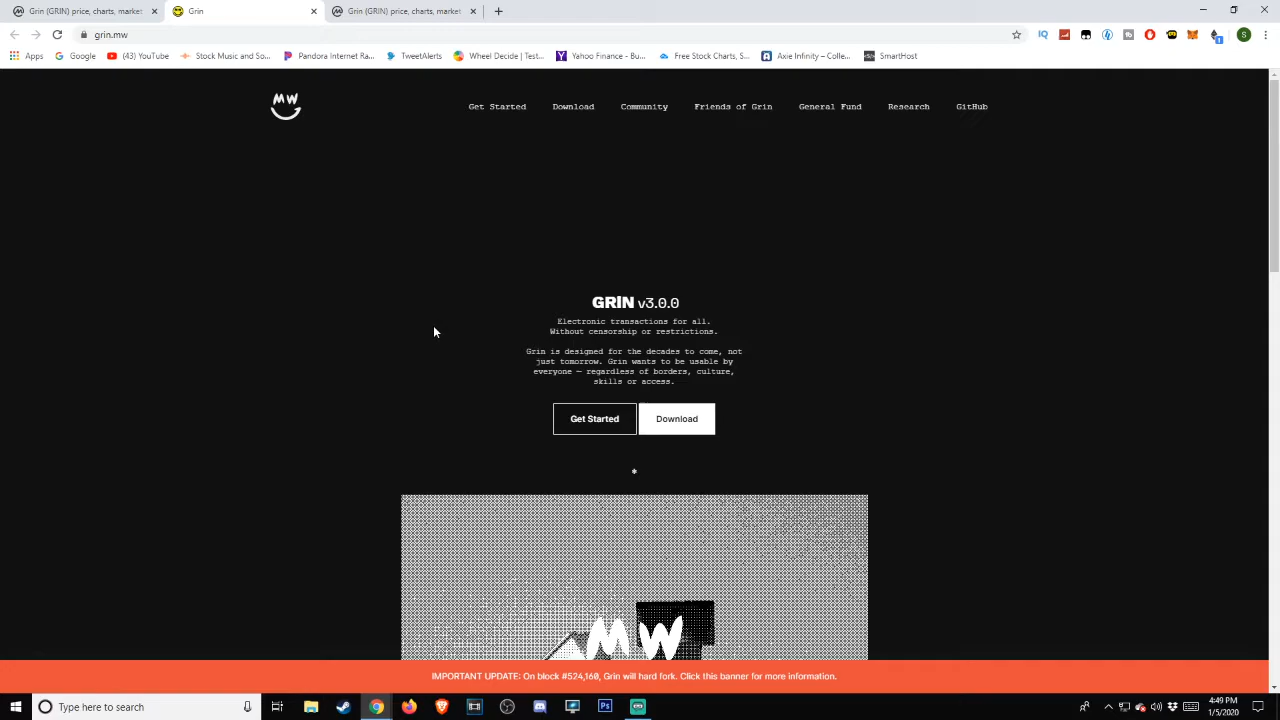 Grin (GRIN) price, charts, market
Grin
Grin (GRIN) price, charts, market
grin.mw
S
Apps
Google
(43) YouTube
Stock Music and So...
Pandora Internet Ra...
TweetAlerts
Wheel Decide | Test...
Yahoo Finance - Bu...
Free Stock Charts, S...
Axie Infinity – Colle...
SmartHost
MW
Get Started
Download
Community
Friends of Grin
General Fund
Research
GitHub
GRIN v3.0.0
Electronic transactions for all.
Without censorship or restrictions.
Grin is designed for the decades to come, not
just tomorrow. Grin wants to be usable by
everyone — regardless of borders, culture,
skills or access.
Get Started
Download
*
MW
IMPORTANT UPDATE: On block #524,160, Grin will hard fork. Click this banner for more information.
Type here to search
4:49 PM
1/5/2020